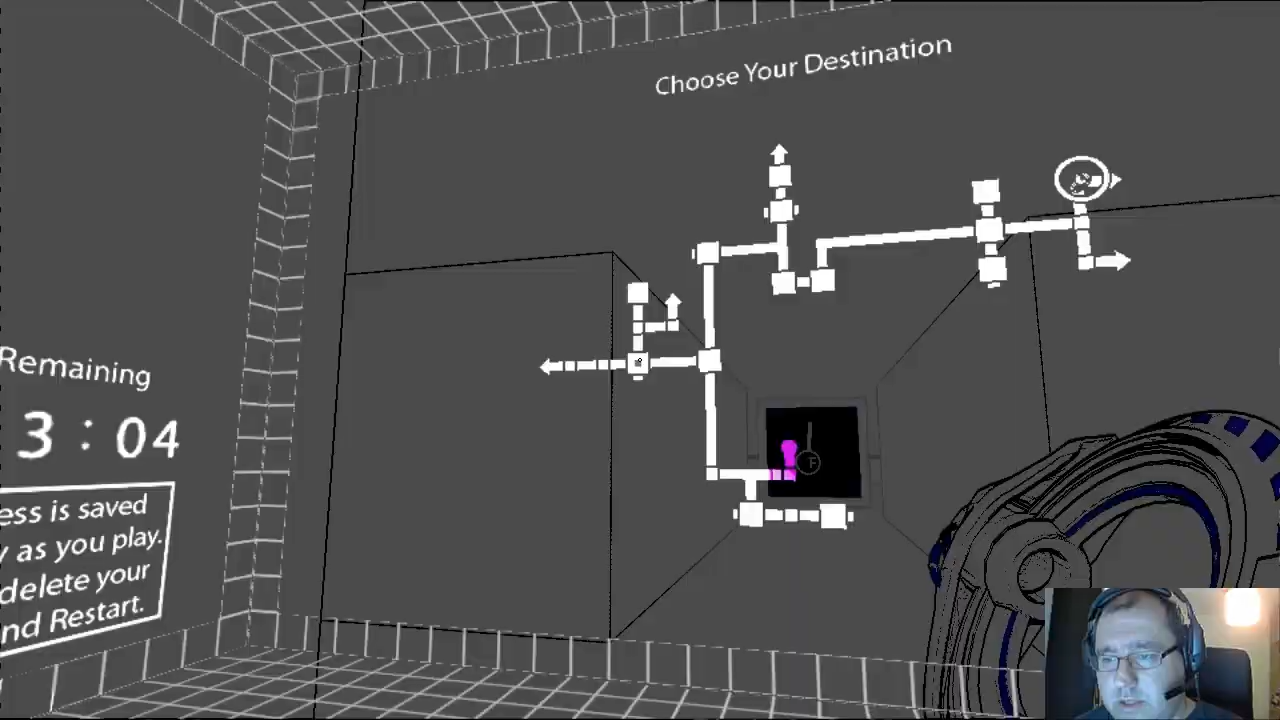 Choose Your Destination
Remaining
3 : 04
ess is saved
y as you play.
delete your
nd Restart.
F